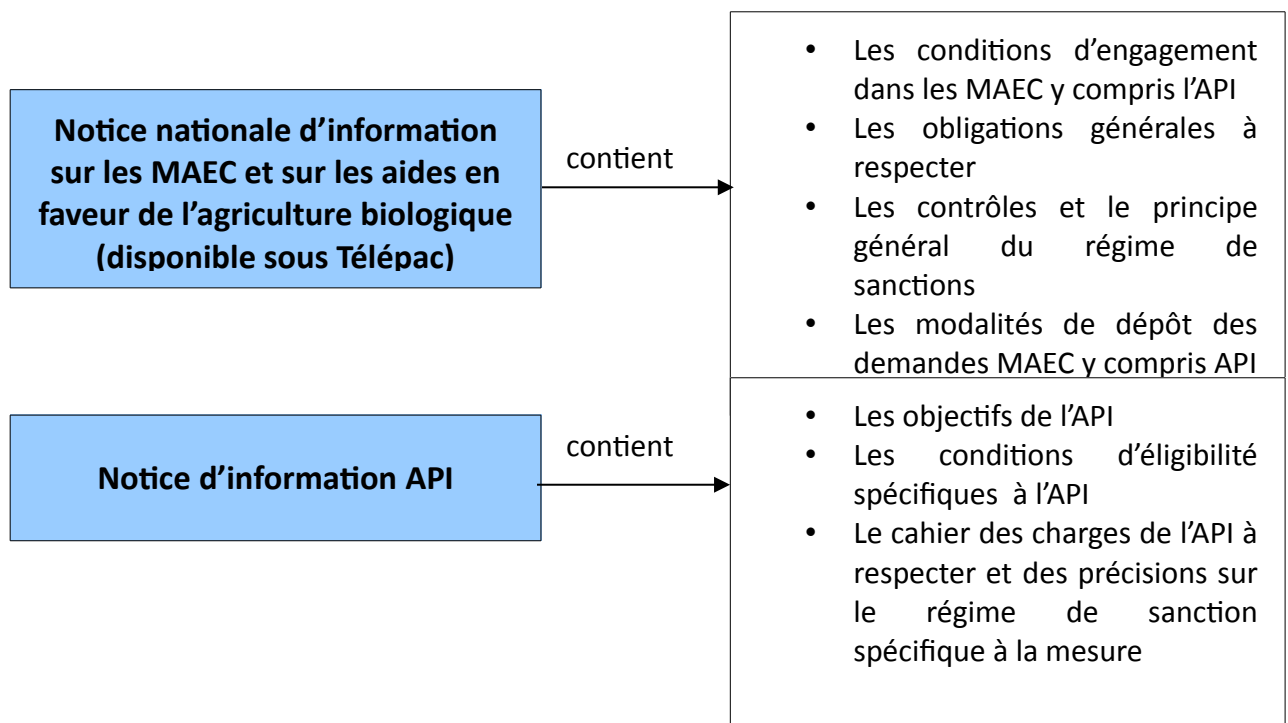 Notice nationale d’information
sur les MAEC et sur les aides en
faveur de l’agriculture biologique
(disponible sous Télépac)
contient
• Les conditions d’engagement
dans les MAEC y compris l’API
• Les obligations générales à
respecter
• Les contrôles et le principe
général du régime de
sanctions
• Les modalités de dépôt des
demandes MAEC y compris API
Notice d’information API
contient
• Les objectifs de l’API
• Les conditions d’éligibilité
spécifiques à l’API
• Le cahier des charges de l’API à
respecter et des précisions sur
le régime de sanction
spécifique à la mesure